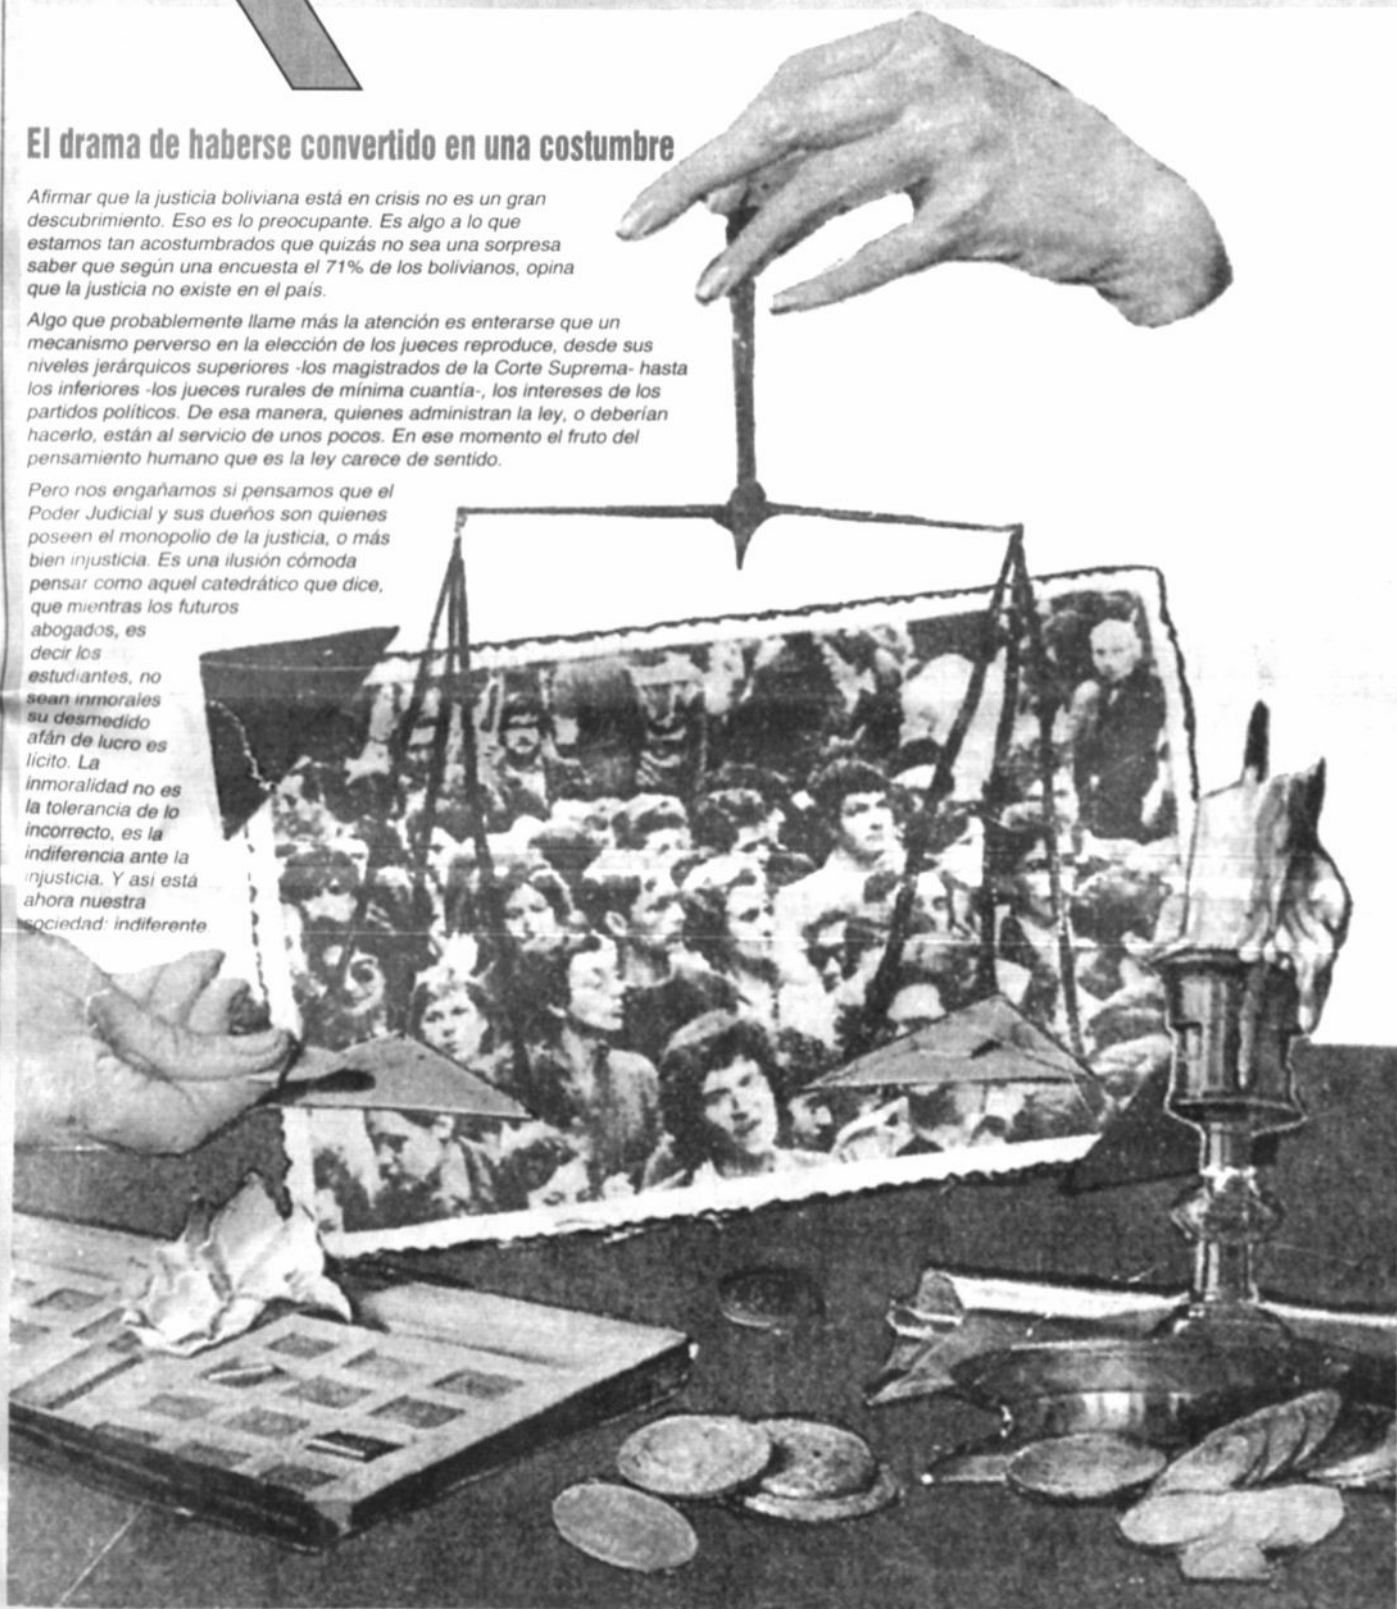 El drama de haberse convertido en una costumbre
Afirmar que la justicia boliviana está en crisis no es un gran
descubrimiento. Eso es lo preocupante. Es algo a lo que
estamos tan acostumbrados que quizás no sea una sorpresa
saber que según una encuesta el 71% de los bolivianos, opina
que la justicia no existe en el país.
Algo que probablemente llame más la atención es enterarse que un
mecanismo perverso en la elección de los jueces reproduce, desde sus
niveles jerárquicos superiores -los magistrados de la Corte Suprema- hasta
los inferiores -los jueces rurales de mínima cuantía-, los intereses de los
partidos políticos. De esa manera, quienes administran la ley, o deberían
hacerlo, están al servicio de unos pocos. En ese momento el fruto del
pensamiento humano que es la ley carece de sentido.
Pero nos engañamos si pensamos que el
Poder Judicial y sus dueños son quienes
poseen el monopolio de la justicia, o más
bien injusticia. Es una ilusión cómoda
pensar como aquel catedrático que dice,
que mientras los futuros
abogados, es
decir los
estudiantes, no
sean inmorales
su desmedido
afán de lucro es
lícito. La
inmoralidad no es
la tolerancia de lo
incorrecto, es la
indiferencia ante la
injusticia. Y así está
ahora nuestra
sociedad: indiferente.